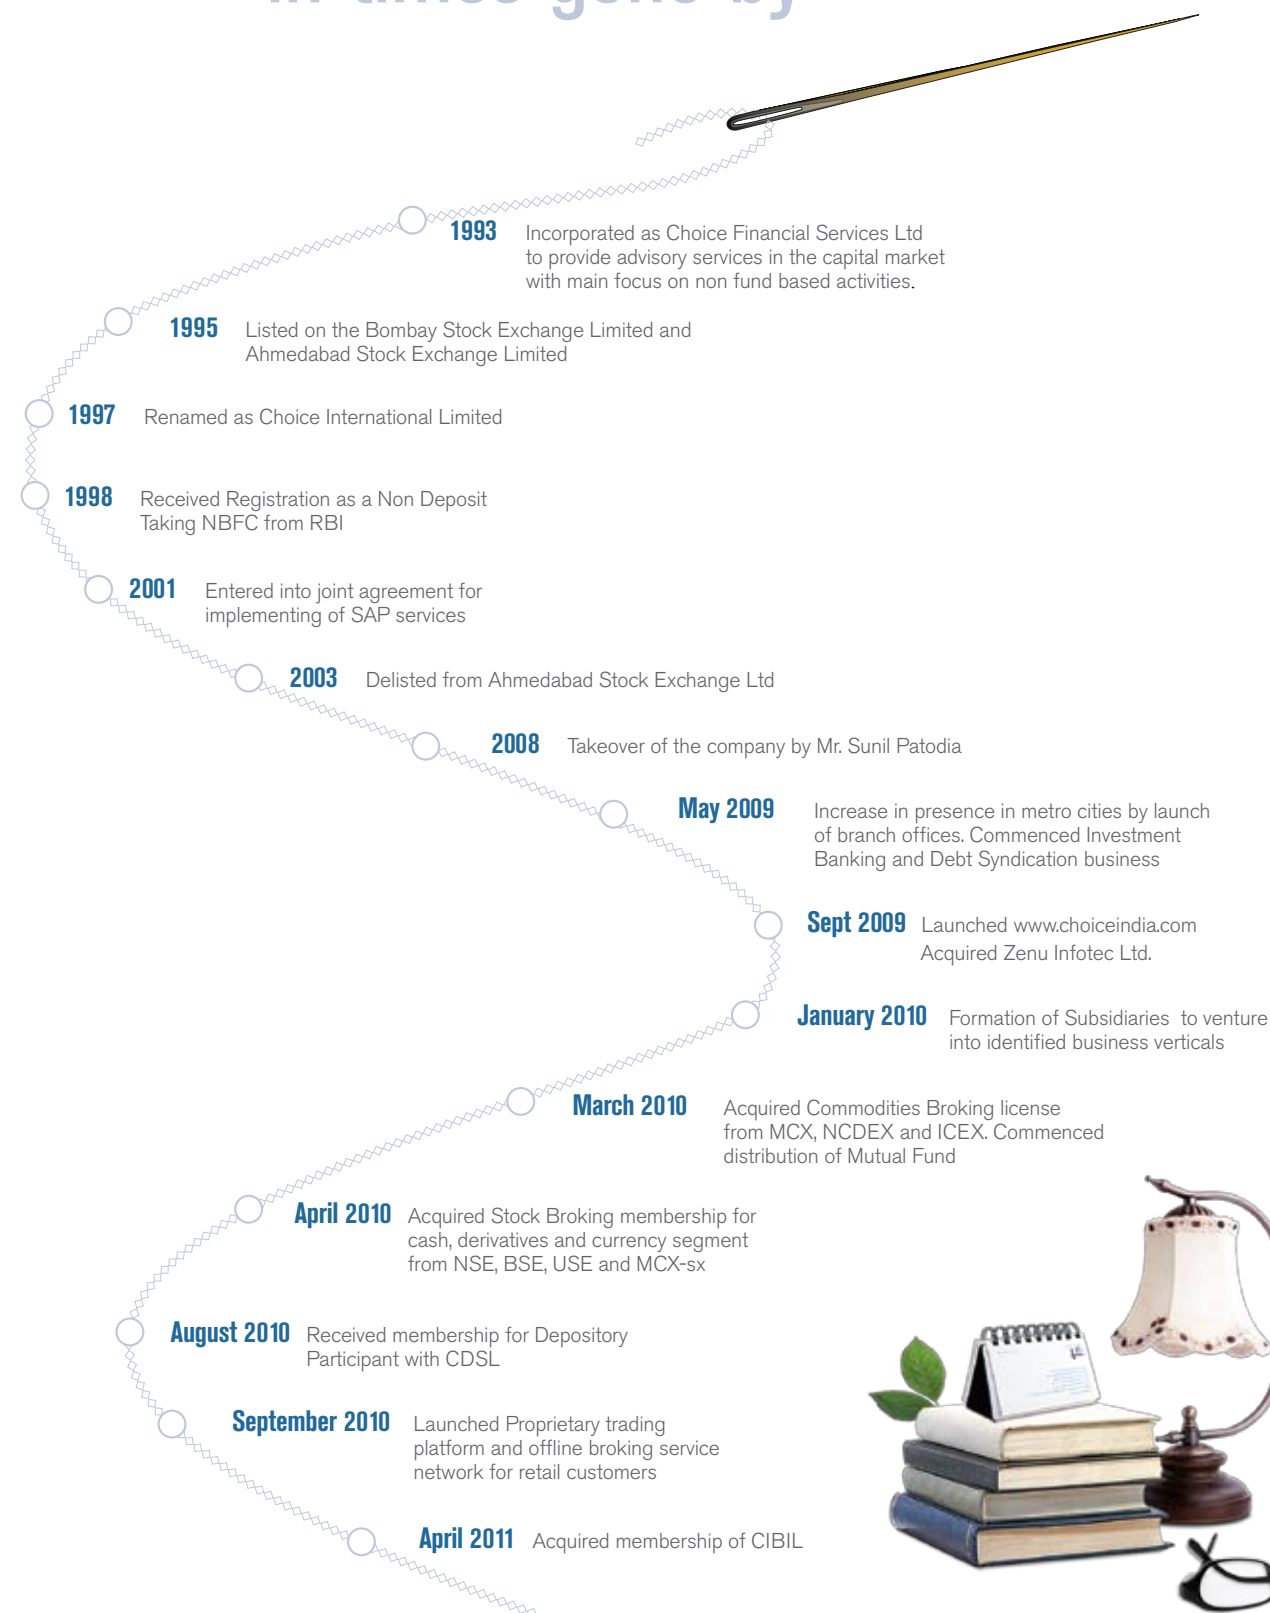 in times gone by
1993 Incorporated as Choice Financial Services Ltd
to provide advisory services in the capital market
with main focus on non fund based activities.
1995 Listed on the Bombay Stock Exchange Limited and
Ahmedabad Stock Exchange Limited
1997 Renamed as Choice International Limited
1998 Received Registration as a Non Deposit
Taking NBFC from RBI
2001 Entered into joint agreement for
implementing of SAP services
2003 Delisted from Ahmedabad Stock Exchange Ltd
2008 Takeover of the company by Mr. Sunil Patodia
May 2009 Increase in presence in metro cities by launch
of branch offices. Commenced Investment
Banking and Debt Syndication business
Sept 2009 Launched www.choiceindia.com
Acquired Zenu Infotec Ltd.
January 2010 Formation of Subsidiaries to venture
into identified business verticals
March 2010 Acquired Commodities Broking license
from MCX, NCDEX and ICEX. Commenced
distribution of Mutual Fund
April 2010 Acquired Stock Broking membership for
cash, derivatives and currency segment
from NSE, BSE, USE and MCX-sx
August 2010 Received membership for Depository
Participant with CDSL
September 2010 Launched Proprietary trading
platform and offline broking service
network for retail customers
April 2011 Acquired membership of CIBIL